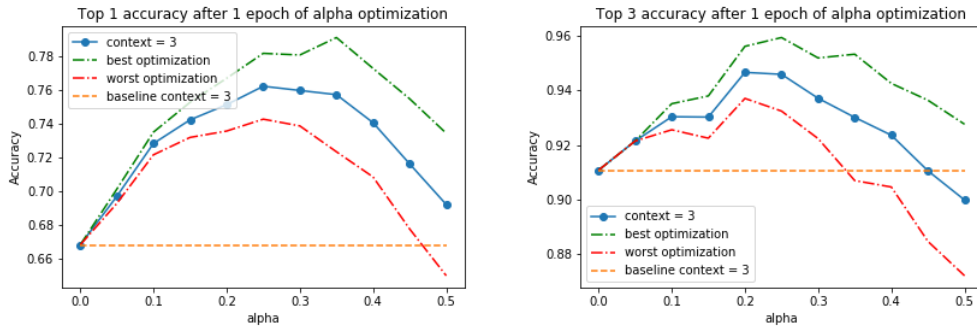 Top 1 accuracy after 1 epoch of alpha optimization
context = 3
best optimization
worst optimization
baseline context = 3
0.78
0.76
0.74
0.72
0.70
0.68
0.66
Accuracy
0.0 0.1 0.2 0.3 0.4 0.5
alpha
Top 3 accuracy after 1 epoch of alpha optimization
0.96
0.94
0.92
0.90
0.88
Accuracy
context = 3
best optimization
worst optimization
baseline context = 3
0.0 0.1 0.2 0.3 0.4 0.5
alpha